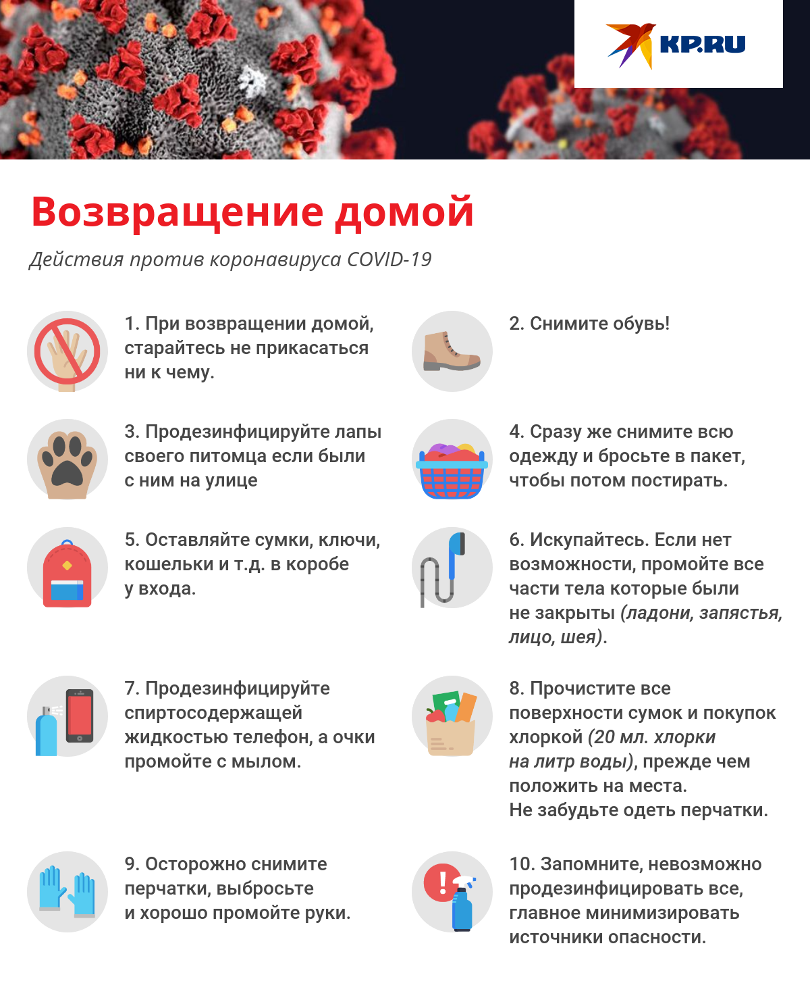 KP.RU
Возвращение домой
Действия против коронавируса COVID-19
1. При возвращении домой,
старайтесь не прикасаться
ни к чему.
2. Снимите обувь!
3. Продезинфицируйте лапы
своего питомца если были
с ним на улице
4. Сразу же снимите всю
одежду и бросьте в пакет,
чтобы потом постирать.
5. Оставляйте сумки, ключи,
кошельки и т.д. в коробе
у входа.
6. Искупайтесь. Если нет
возможности, промойте все
части тела которые были
не закрыты (ладони, запястья,
лицо, шея).
7. Продезинфицируйте
спиртосодержащей
жидкостью телефон, а очки
промойте с мылом.
8. Прочистите все
поверхности сумок и покупок
хлоркой (20 мл. хлорки
на литр воды), прежде чем
положить на места.
Не забудьте одеть перчатки.
9. Осторожно снимите
перчатки, выбросьте
и хорошо промойте руки.
10. Запомните, невозможно
продезинфицировать все,
главное минимизировать
источники опасности.